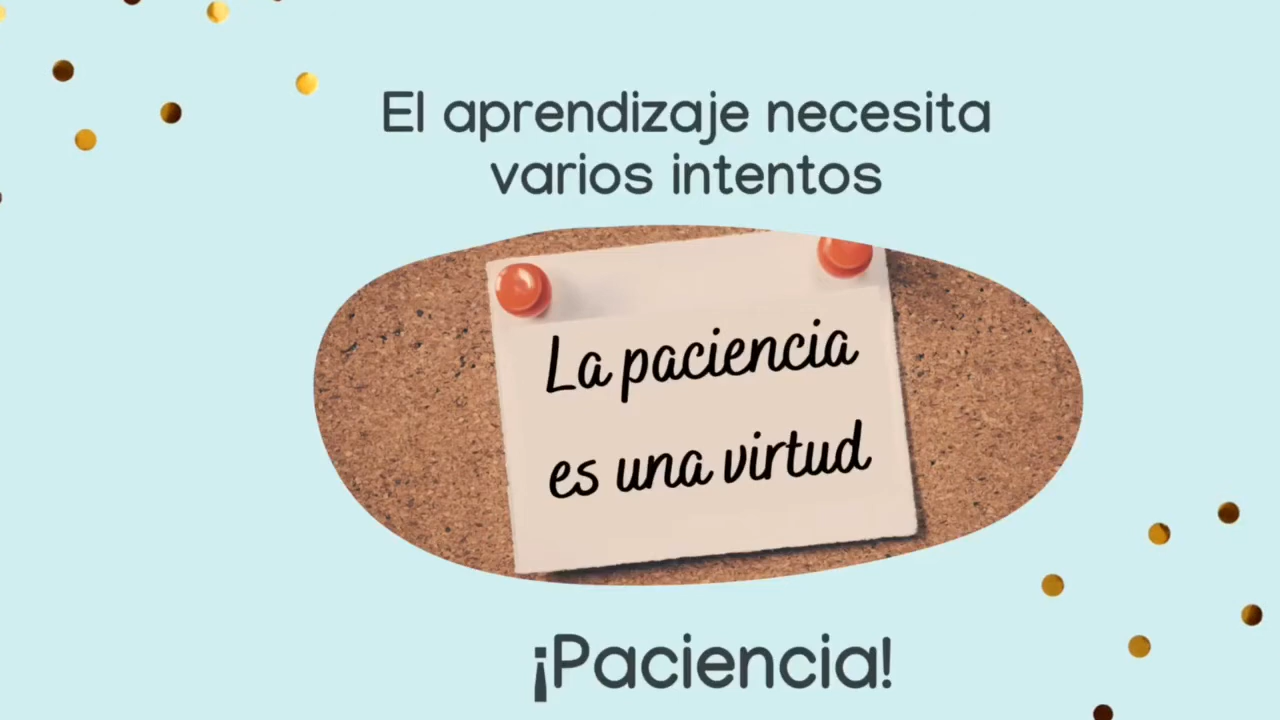 El aprendizaje necesita
varios intentos
La paciencia
es una virtud
¡Paciencia!